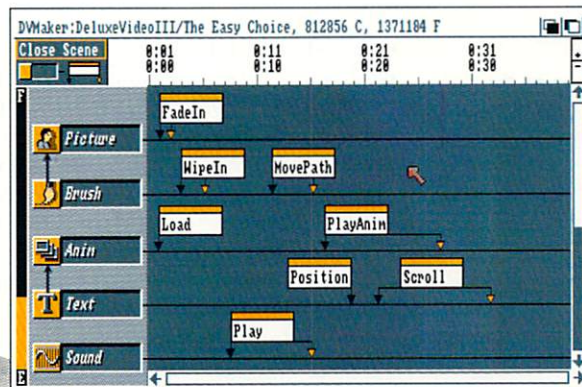 DVMaker:DeluxeVideoIII/The Easy Choice, 812856 C, 1371184 F
Close Scene
0:01 0:11 0:21 0:31
0:00 0:10 0:20 0:30
F
FadeIn
Picture
WipeIn MovePath
Brush
Load PlayAnim
Anim
Position Scroll
Text
Play
Sound
E